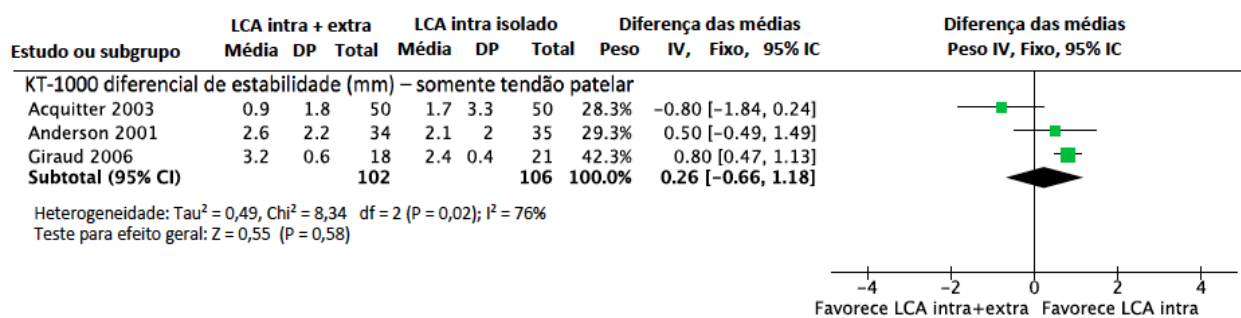 LCA intra + extra LCA intra isolado Diferença das médias Diferença das médias
Estudo ou subgrupo Média DP Total Média DP Total Peso IV, Fixo, 95% IC Peso IV, Fixo, 95% IC
KT-1000 diferencial de estabilidade (mm) – somente tendão patelar
Acquitter 2003 0.9 1.8 50 1.7 3.3 50 28.3% −0.80 [−1.84, 0.24]
Anderson 2001 2.6 2.2 34 2.1 2 35 29.3% 0.50 [−0.49, 1.49]
Giraud 2006 3.2 0.6 18 2.4 0.4 21 42.3% 0.80 [0.47, 1.13]
Subtotal (95% CI) 102 106 100.0% 0.26 [−0.66, 1.18]
Heterogeneidade: Tau² = 0,49, Chi² = 8,34 df = 2 (P = 0,02); I² = 76%
Teste para efeito geral: Z = 0,55 (P = 0,58)
−4 −2 0 2 4
Favorece LCA intra+extra Favorece LCA intra